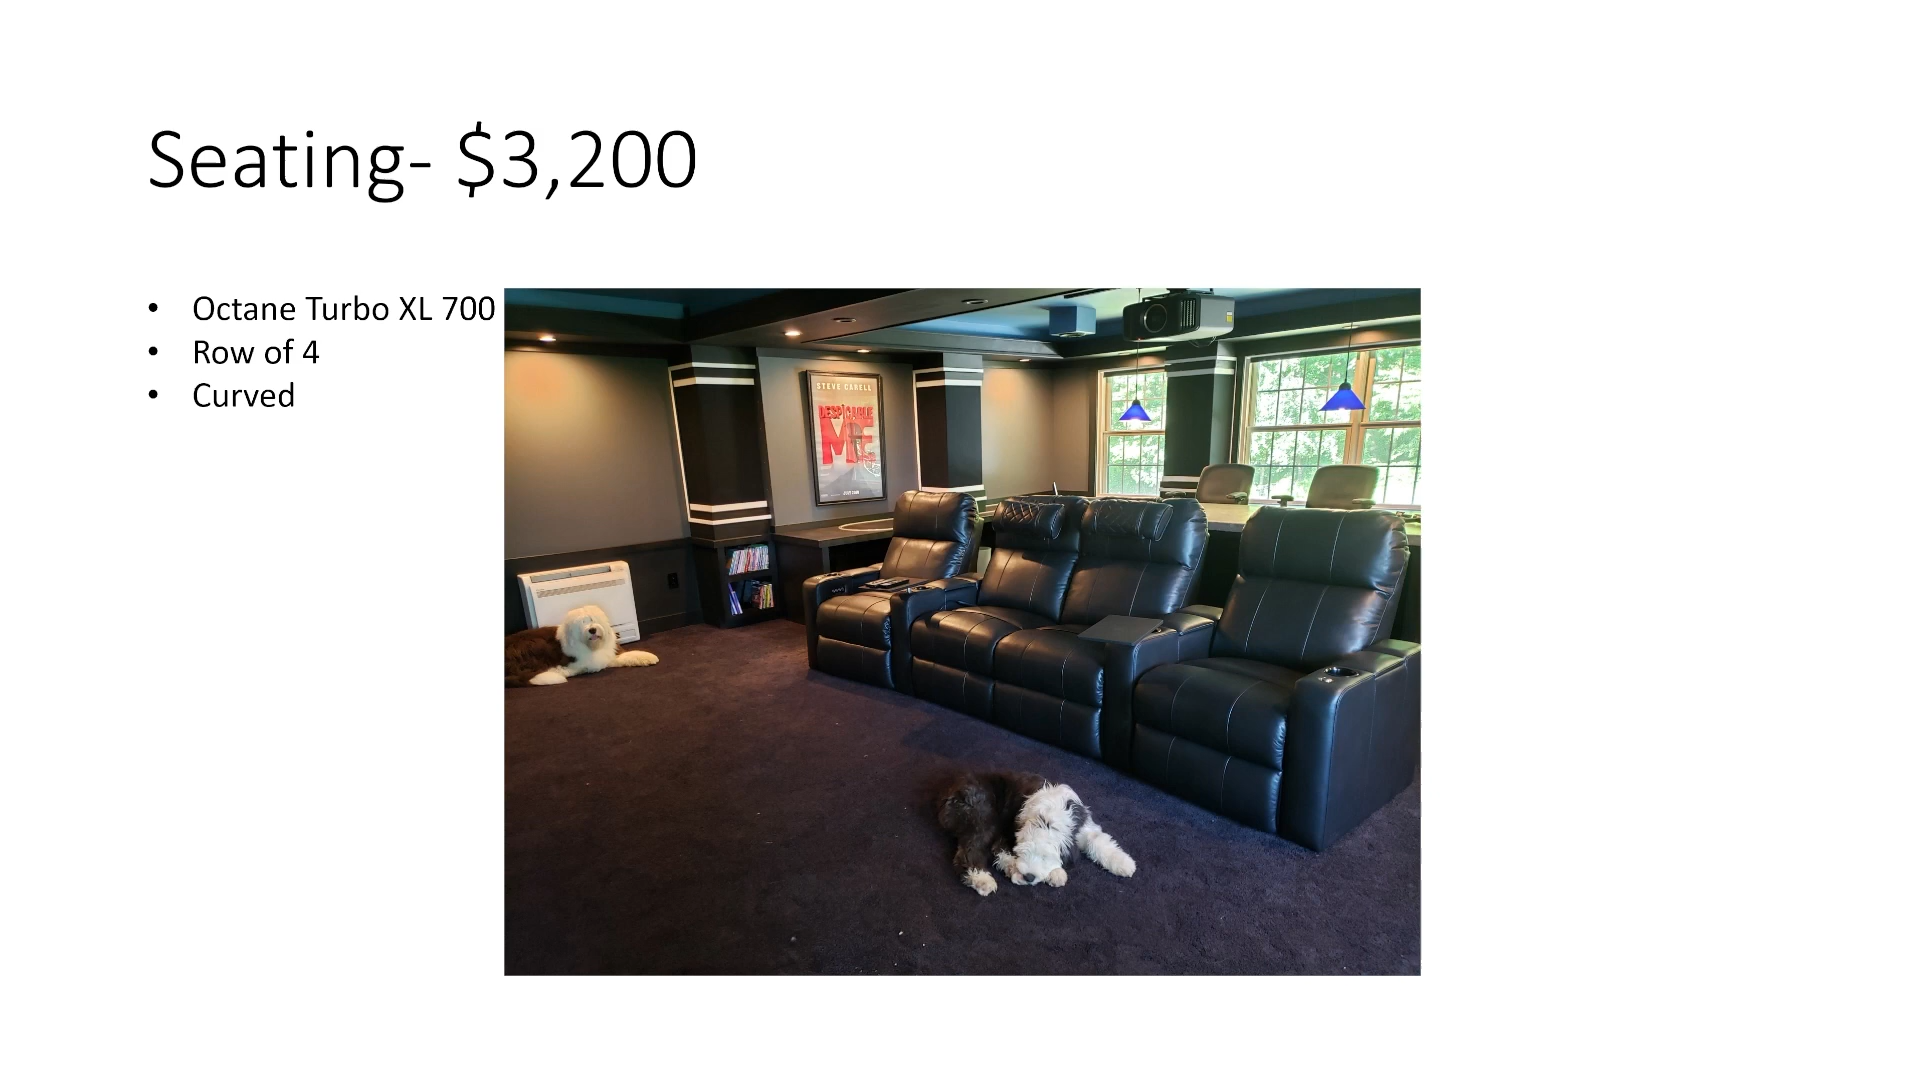 Seating- $3,200
• Octane Turbo XL 700
• Row of 4
• Curved
STEVE CARELL
DESPICABLE
ME